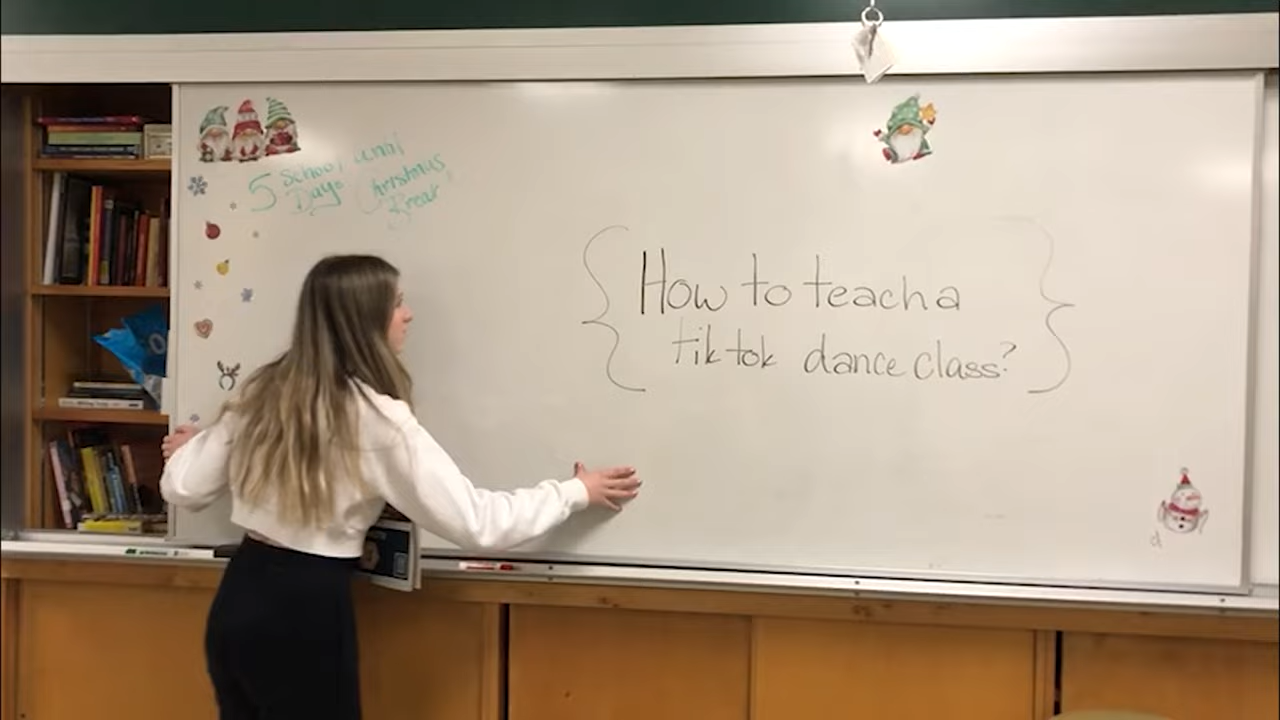 5 School until
Days Christmas
Break
How to teach a
tiktok dance class?